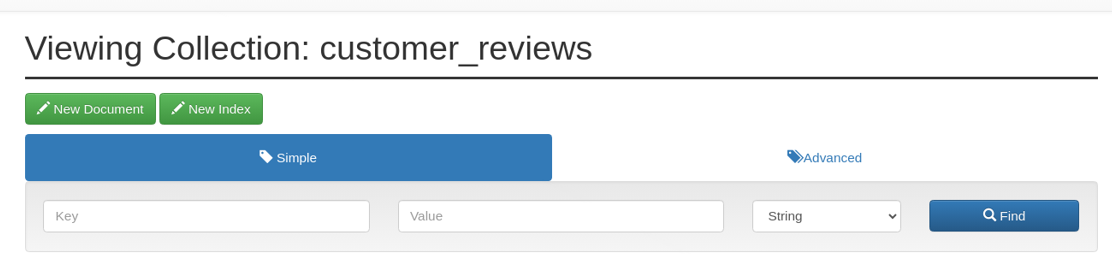 Viewing Collection: customer_reviews
New Document New Index
Simple Advanced
Key Value String Find